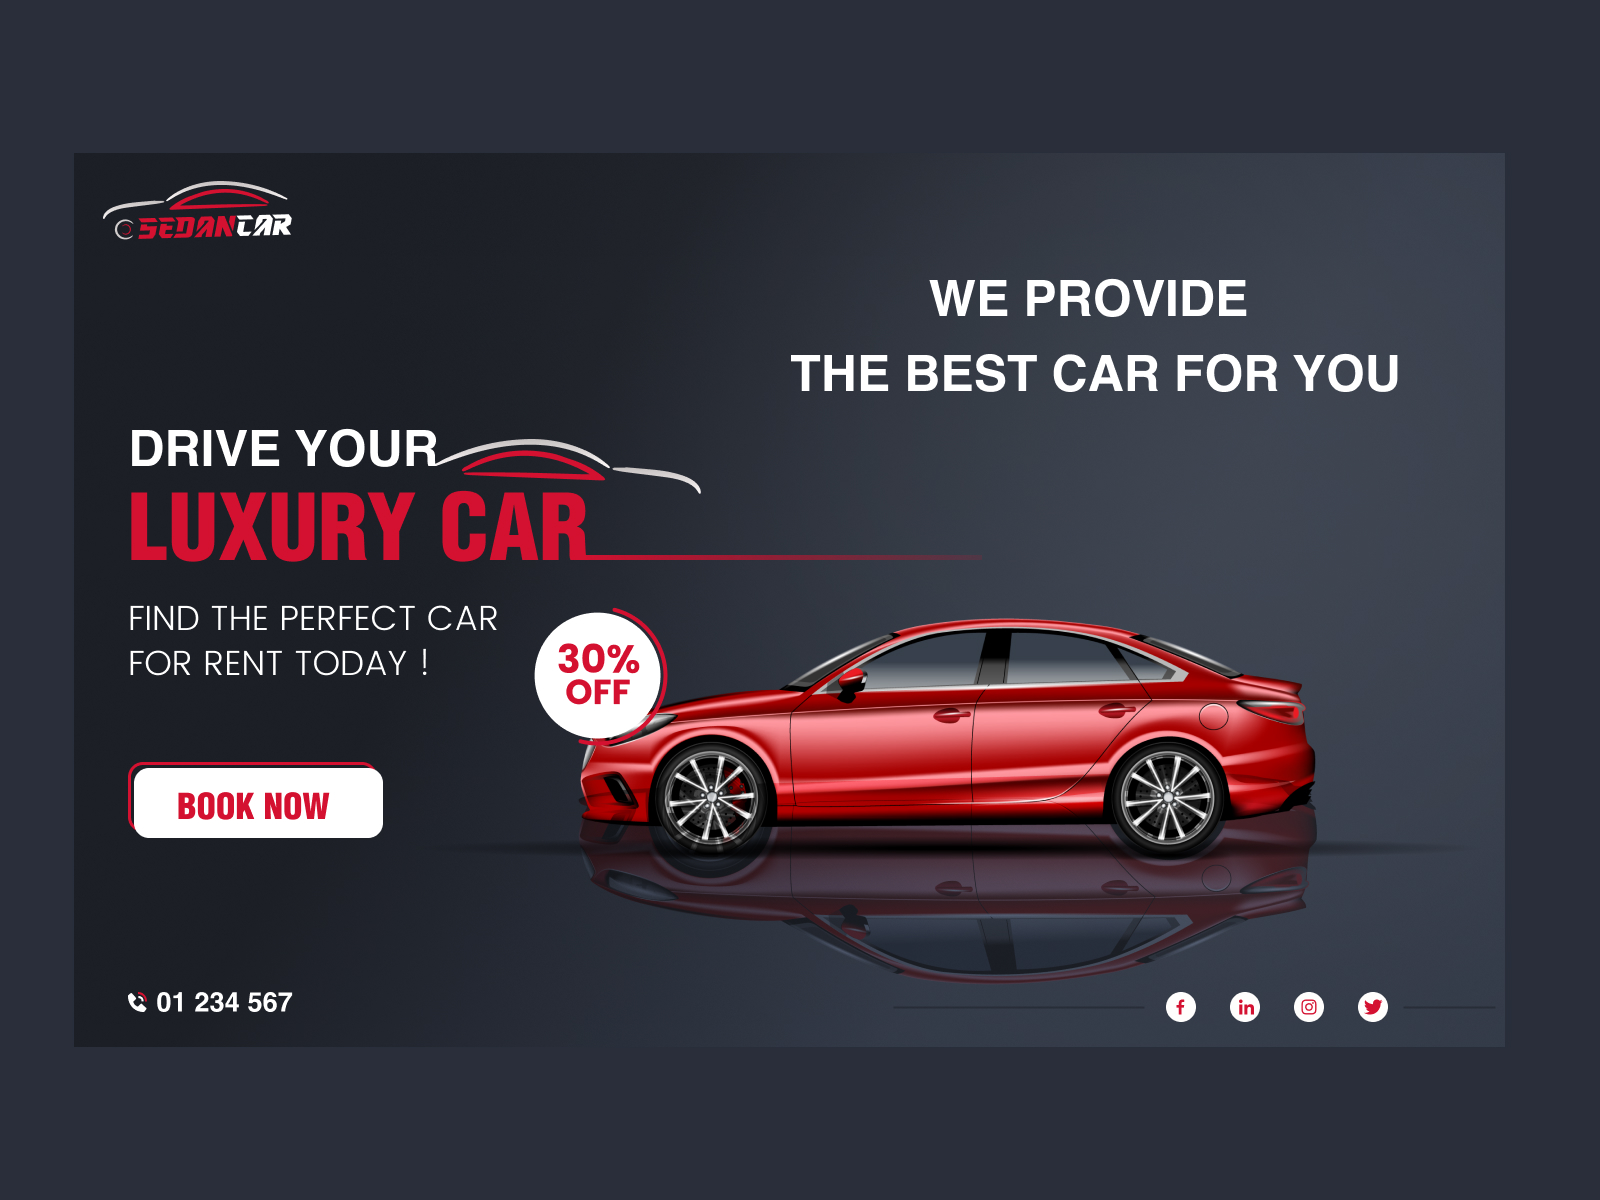 SEDANCAR
WE PROVIDE
THE BEST CAR FOR YOU
DRIVE YOUR
LUXURY CAR
FIND THE PERFECT CAR
FOR RENT TODAY !
30%
OFF
BOOK NOW
01 234 567